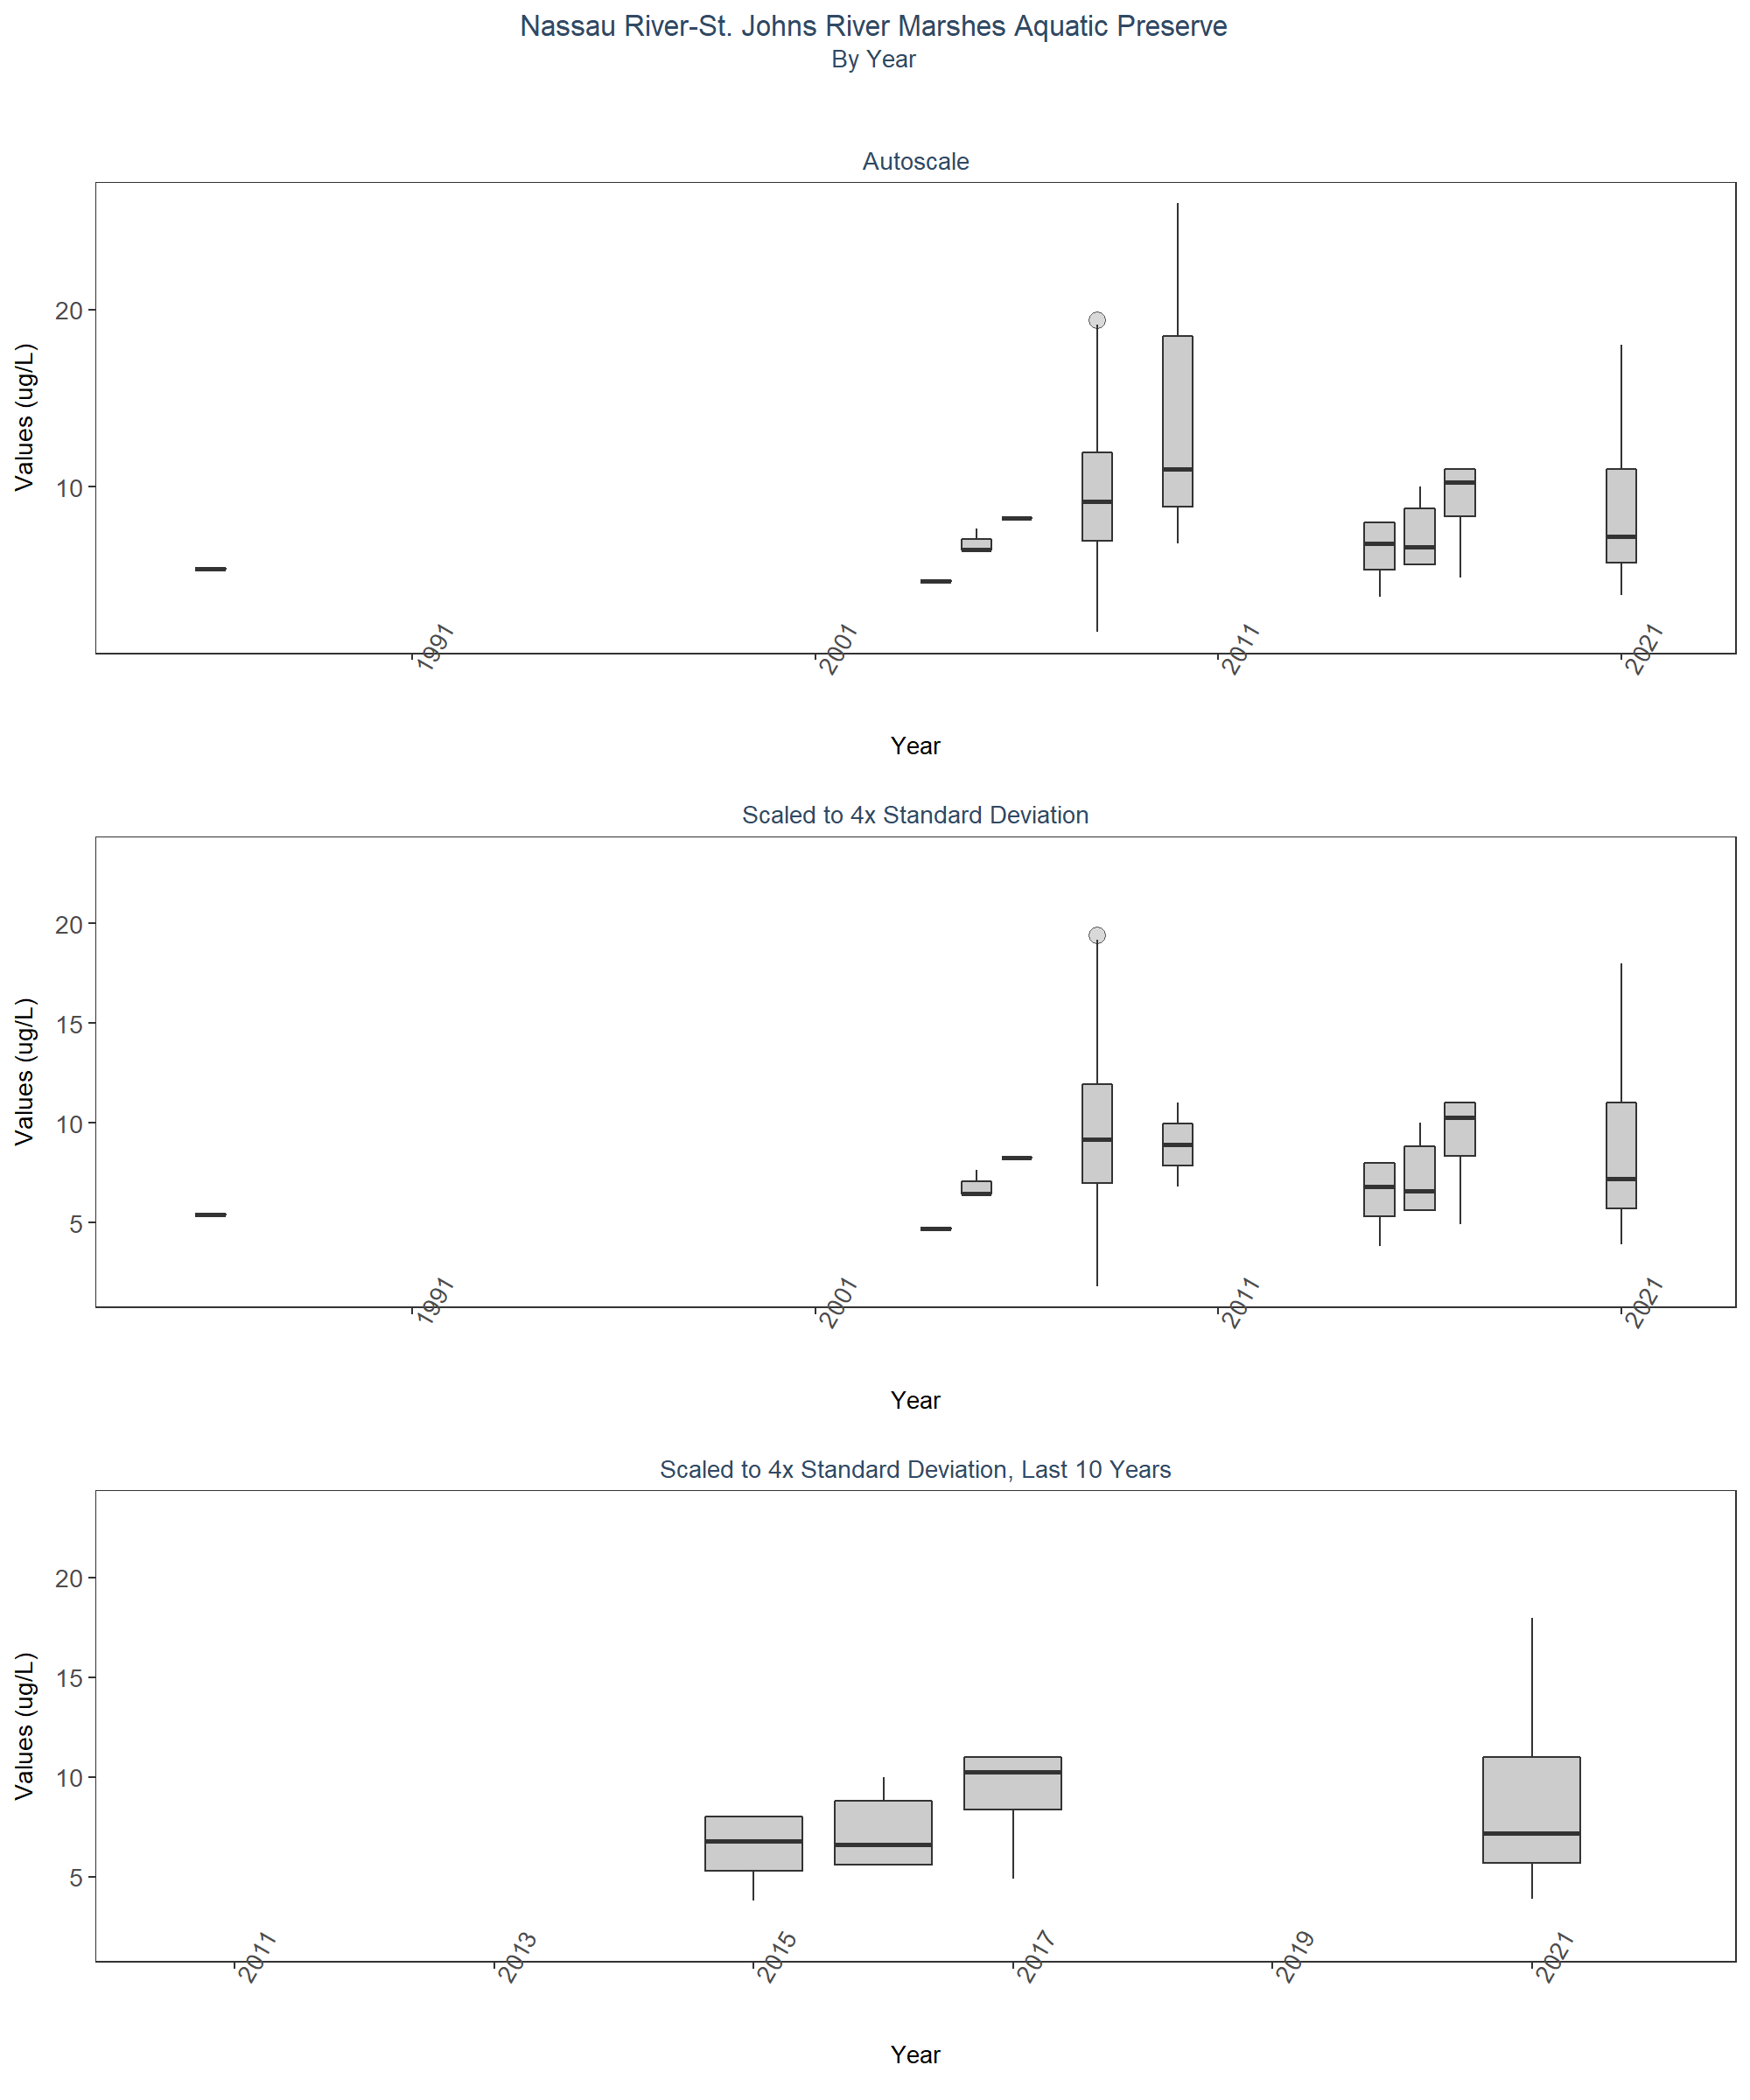 Nassau River-St. Johns River Marshes Aquatic Preserve
By Year
Autoscale
Values (ug/L)
20
10
1991
2001
2011
2021
Year
Scaled to 4x Standard Deviation
Values (ug/L)
20
15
10
5
1991
2001
2011
2021
Year
Scaled to 4x Standard Deviation, Last 10 Years
Values (ug/L)
20
15
10
5
2011
2013
2015
2017
2019
2021
Year